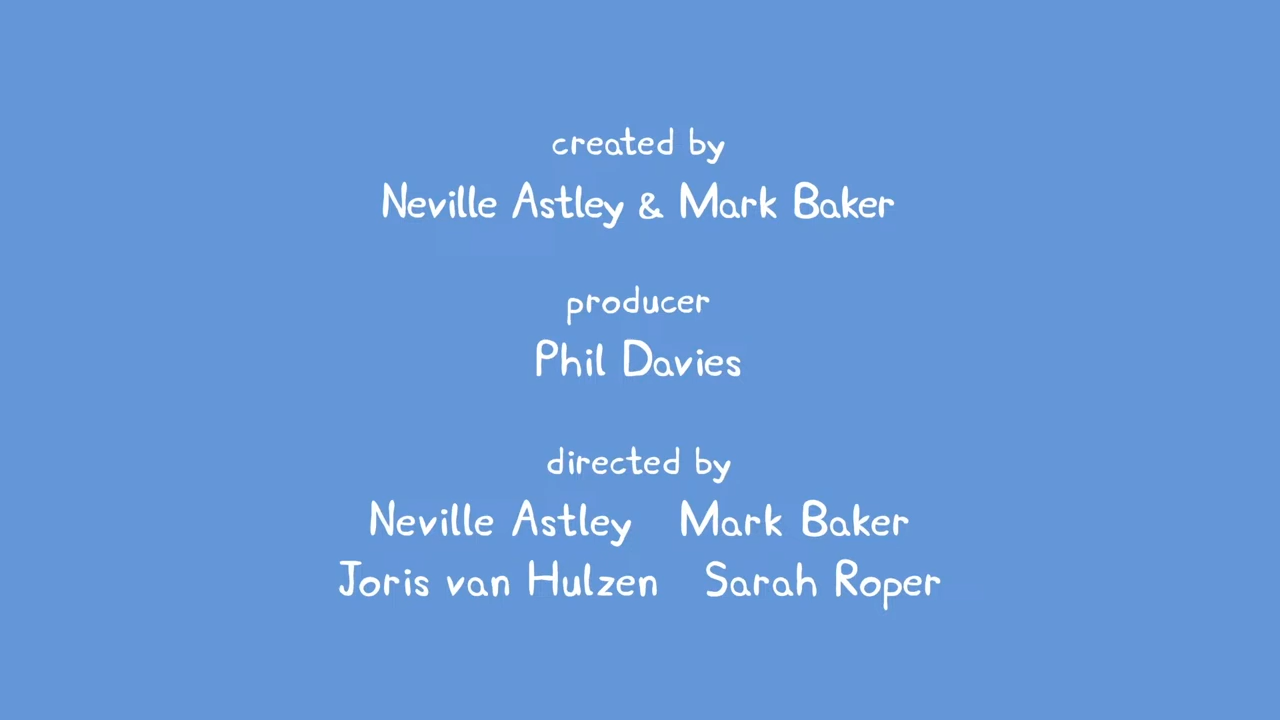 created by
Neville Astley & Mark Baker
producer
Phil Davies
directed by
Neville Astley Mark Baker
Joris van Hulzen Sarah Roper